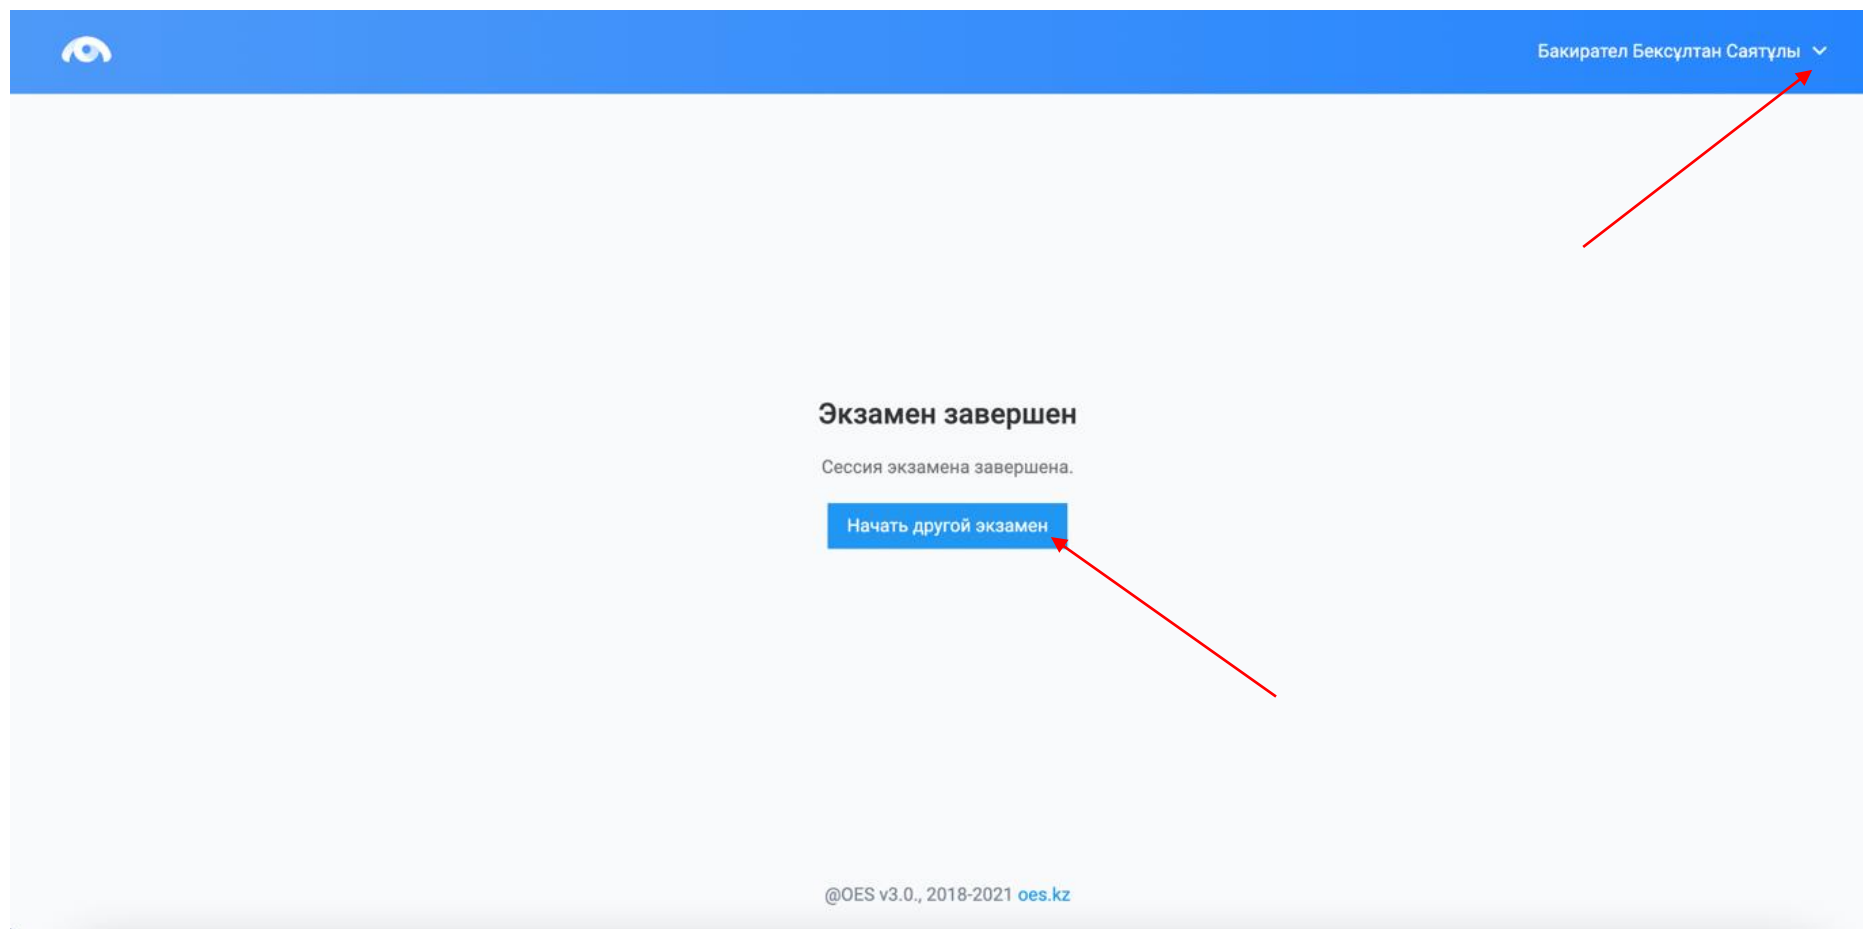 Бакирател Бексұлтан Саятұлы
Экзамен завершен
Сессия экзамена завершена.
Начать другой экзамен
@OES v3.0., 2018-2021 oes.kz